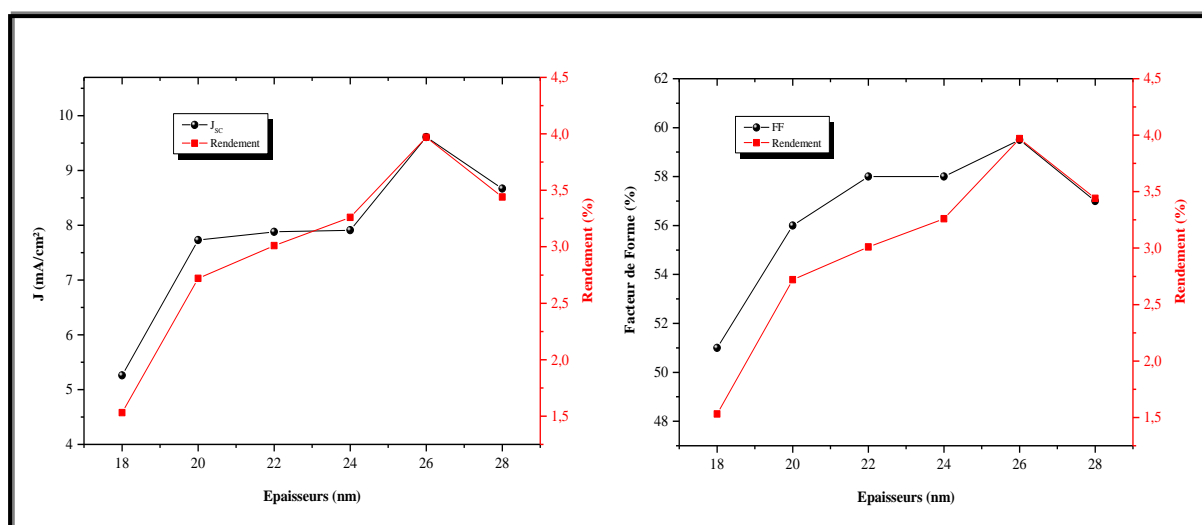 J_SC
Rendement
J (mA/cm²)
10
9
8
7
6
5
4
4,5
4,0
3,5
3,0
2,5
2,0
1,5
Rendement (%)
18 20 22 24 26 28
Epaisseurs (nm)
FF
Rendement
Facteur de Forme (%)
62
60
58
56
54
52
50
48
4,5
4,0
3,5
3,0
2,5
2,0
1,5
Rendement (%)
18 20 22 24 26 28
Epaisseurs (nm)